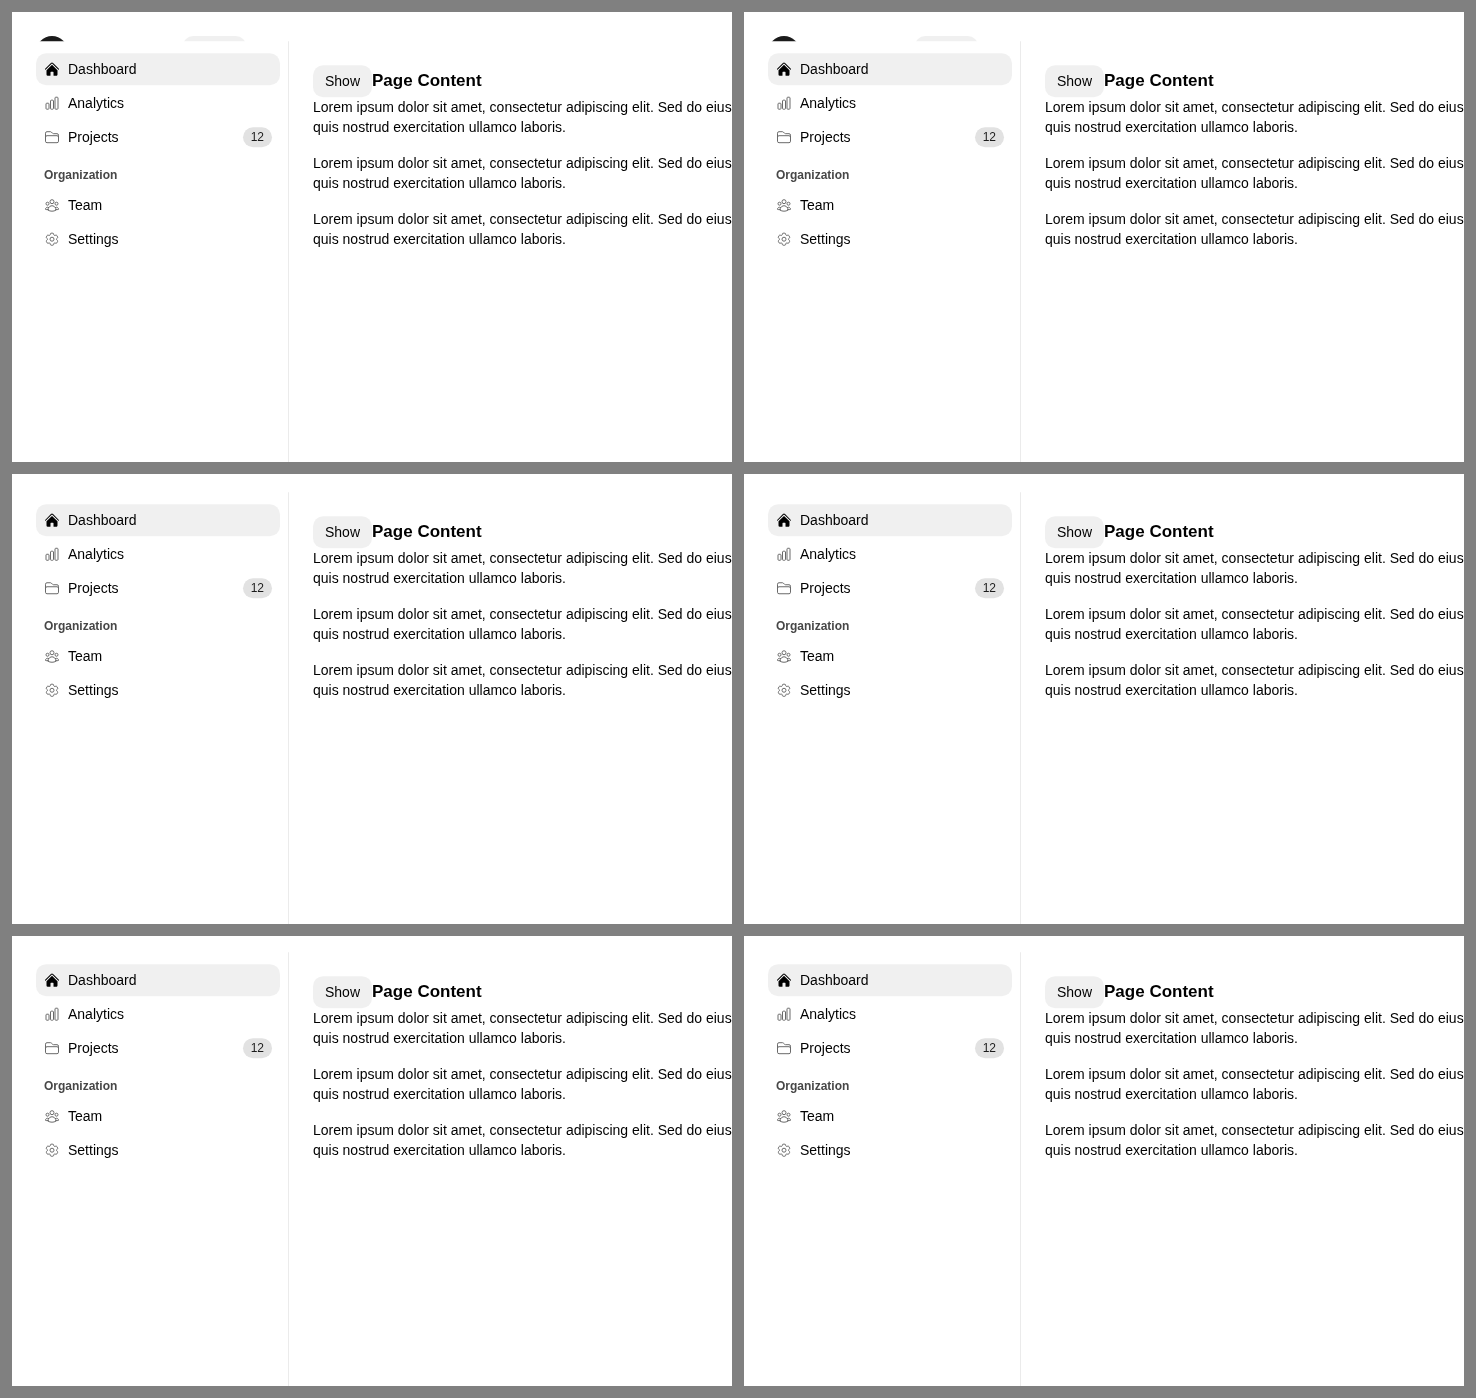 Dashboard
Analytics
Projects 12
Organization
Team
Settings
Show Page Content
Lorem ipsum dolor sit amet, consectetur adipiscing elit. Sed do eius
quis nostrud exercitation ullamco laboris.
Lorem ipsum dolor sit amet, consectetur adipiscing elit. Sed do eius
quis nostrud exercitation ullamco laboris.
Lorem ipsum dolor sit amet, consectetur adipiscing elit. Sed do eius
quis nostrud exercitation ullamco laboris.
Dashboard
Analytics
Projects 12
Organization
Team
Settings
Show Page Content
Lorem ipsum dolor sit amet, consectetur adipiscing elit. Sed do eius
quis nostrud exercitation ullamco laboris.
Lorem ipsum dolor sit amet, consectetur adipiscing elit. Sed do eius
quis nostrud exercitation ullamco laboris.
Lorem ipsum dolor sit amet, consectetur adipiscing elit. Sed do eius
quis nostrud exercitation ullamco laboris.
Dashboard
Analytics
Projects 12
Organization
Team
Settings
Show Page Content
Lorem ipsum dolor sit amet, consectetur adipiscing elit. Sed do eius
quis nostrud exercitation ullamco laboris.
Lorem ipsum dolor sit amet, consectetur adipiscing elit. Sed do eius
quis nostrud exercitation ullamco laboris.
Lorem ipsum dolor sit amet, consectetur adipiscing elit. Sed do eius
quis nostrud exercitation ullamco laboris.
Dashboard
Analytics
Projects 12
Organization
Team
Settings
Show Page Content
Lorem ipsum dolor sit amet, consectetur adipiscing elit. Sed do eius
quis nostrud exercitation ullamco laboris.
Lorem ipsum dolor sit amet, consectetur adipiscing elit. Sed do eius
quis nostrud exercitation ullamco laboris.
Lorem ipsum dolor sit amet, consectetur adipiscing elit. Sed do eius
quis nostrud exercitation ullamco laboris.
Dashboard
Analytics
Projects 12
Organization
Team
Settings
Show Page Content
Lorem ipsum dolor sit amet, consectetur adipiscing elit. Sed do eius
quis nostrud exercitation ullamco laboris.
Lorem ipsum dolor sit amet, consectetur adipiscing elit. Sed do eius
quis nostrud exercitation ullamco laboris.
Lorem ipsum dolor sit amet, consectetur adipiscing elit. Sed do eius
quis nostrud exercitation ullamco laboris.
Dashboard
Analytics
Projects 12
Organization
Team
Settings
Show Page Content
Lorem ipsum dolor sit amet, consectetur adipiscing elit. Sed do eius
quis nostrud exercitation ullamco laboris.
Lorem ipsum dolor sit amet, consectetur adipiscing elit. Sed do eius
quis nostrud exercitation ullamco laboris.
Lorem ipsum dolor sit amet, consectetur adipiscing elit. Sed do eius
quis nostrud exercitation ullamco laboris.